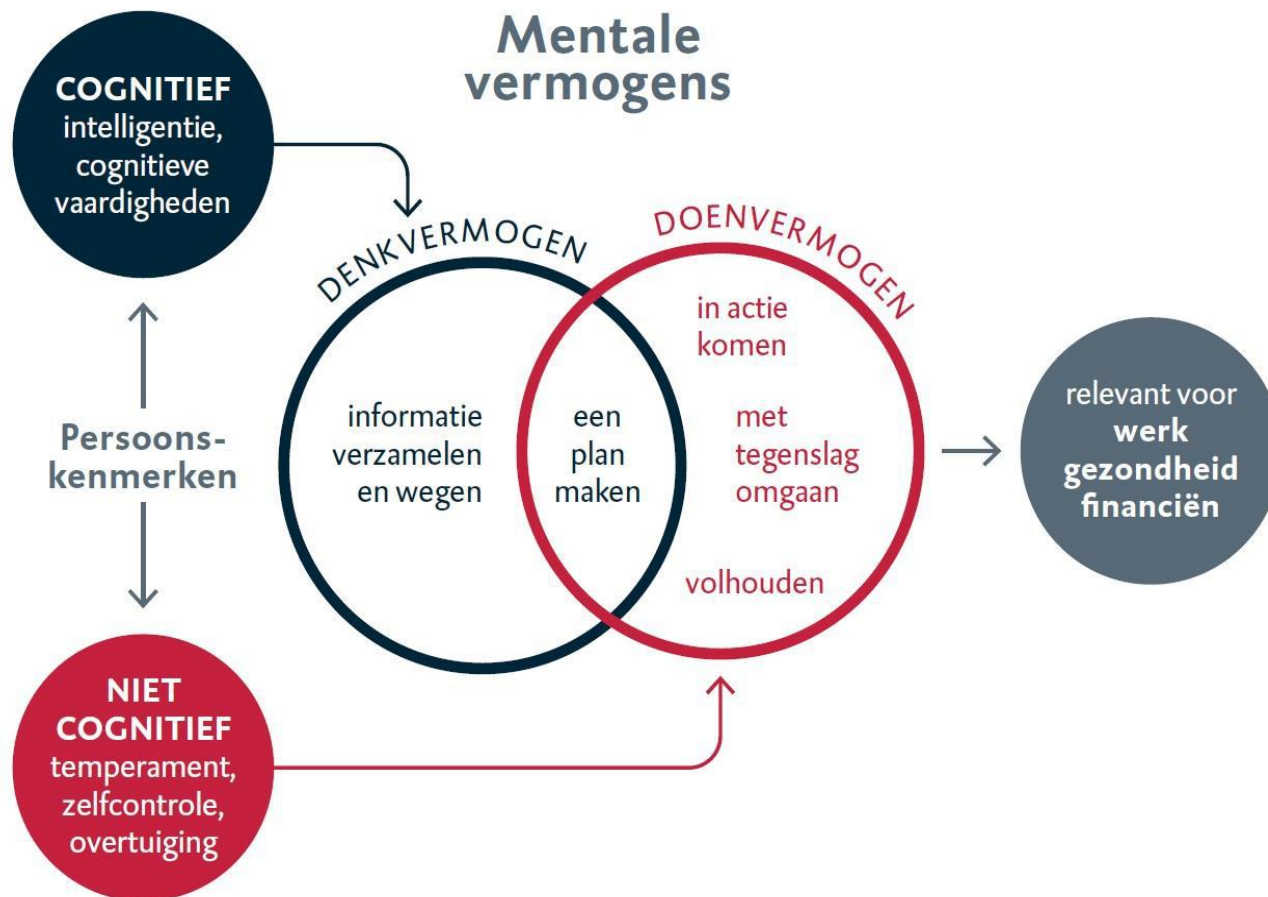 Mentale
vermogens
COGNITIEF
intelligentie,
cognitieve
vaardigheden
Persoons-
kenmerken
NIET
COGNITIEF
temperament,
zelfcontrole,
overtuiging
DENKVERMOGEN
informatie
verzamelen
en wegen
een
plan
maken
DOENVERMOGEN
in actie
komen
met
tegenslag
omgaan
volhouden
relevant voor
werk
gezondheid
financiën